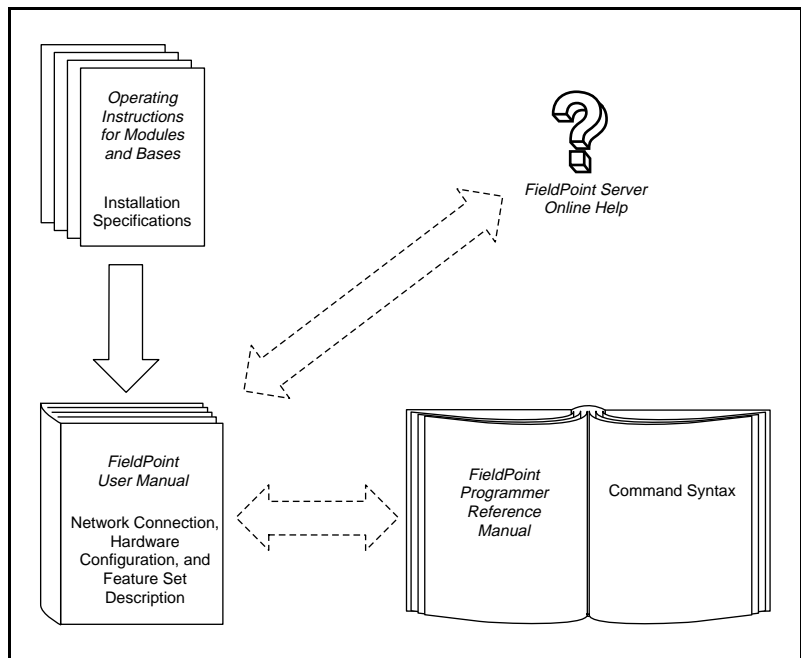 Operating
Instructions
for Modules
and Bases
Installation
Specifications
FieldPoint Server
Online Help
FieldPoint
User Manual
Network Connection,
Hardware
Configuration, and
Feature Set
Description
FieldPoint
Programmer
Reference
Manual
Command Syntax